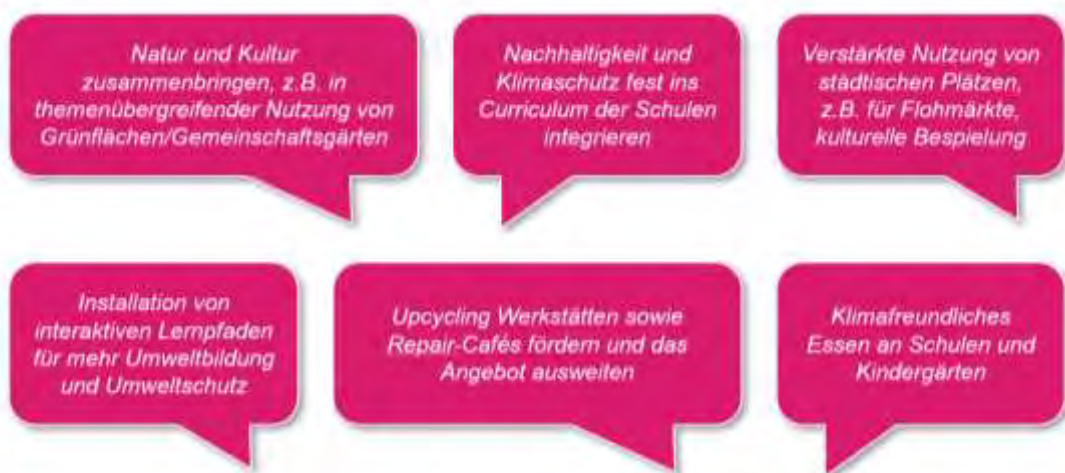 Natur und Kultur
zusammenbringen, z.B. in
themenübergreifender Nutzung von
Grünflächen/Gemeinschaftsgärten
Nachhaltigkeit und
Klimaschutz fest ins
Curriculum der Schulen
integrieren
Verstärkte Nutzung von
städtischen Plätzen,
z.B. für Flohmärkte,
kulturelle Bespielung
Installation von
interaktiven Lernpfaden
für mehr Umweltbildung
und Umweltschutz
Upcycling Werkstätten sowie
Repair-Cafés fördern und das
Angebot ausweiten
Klimafreundliches
Essen an Schulen und
Kindergärten